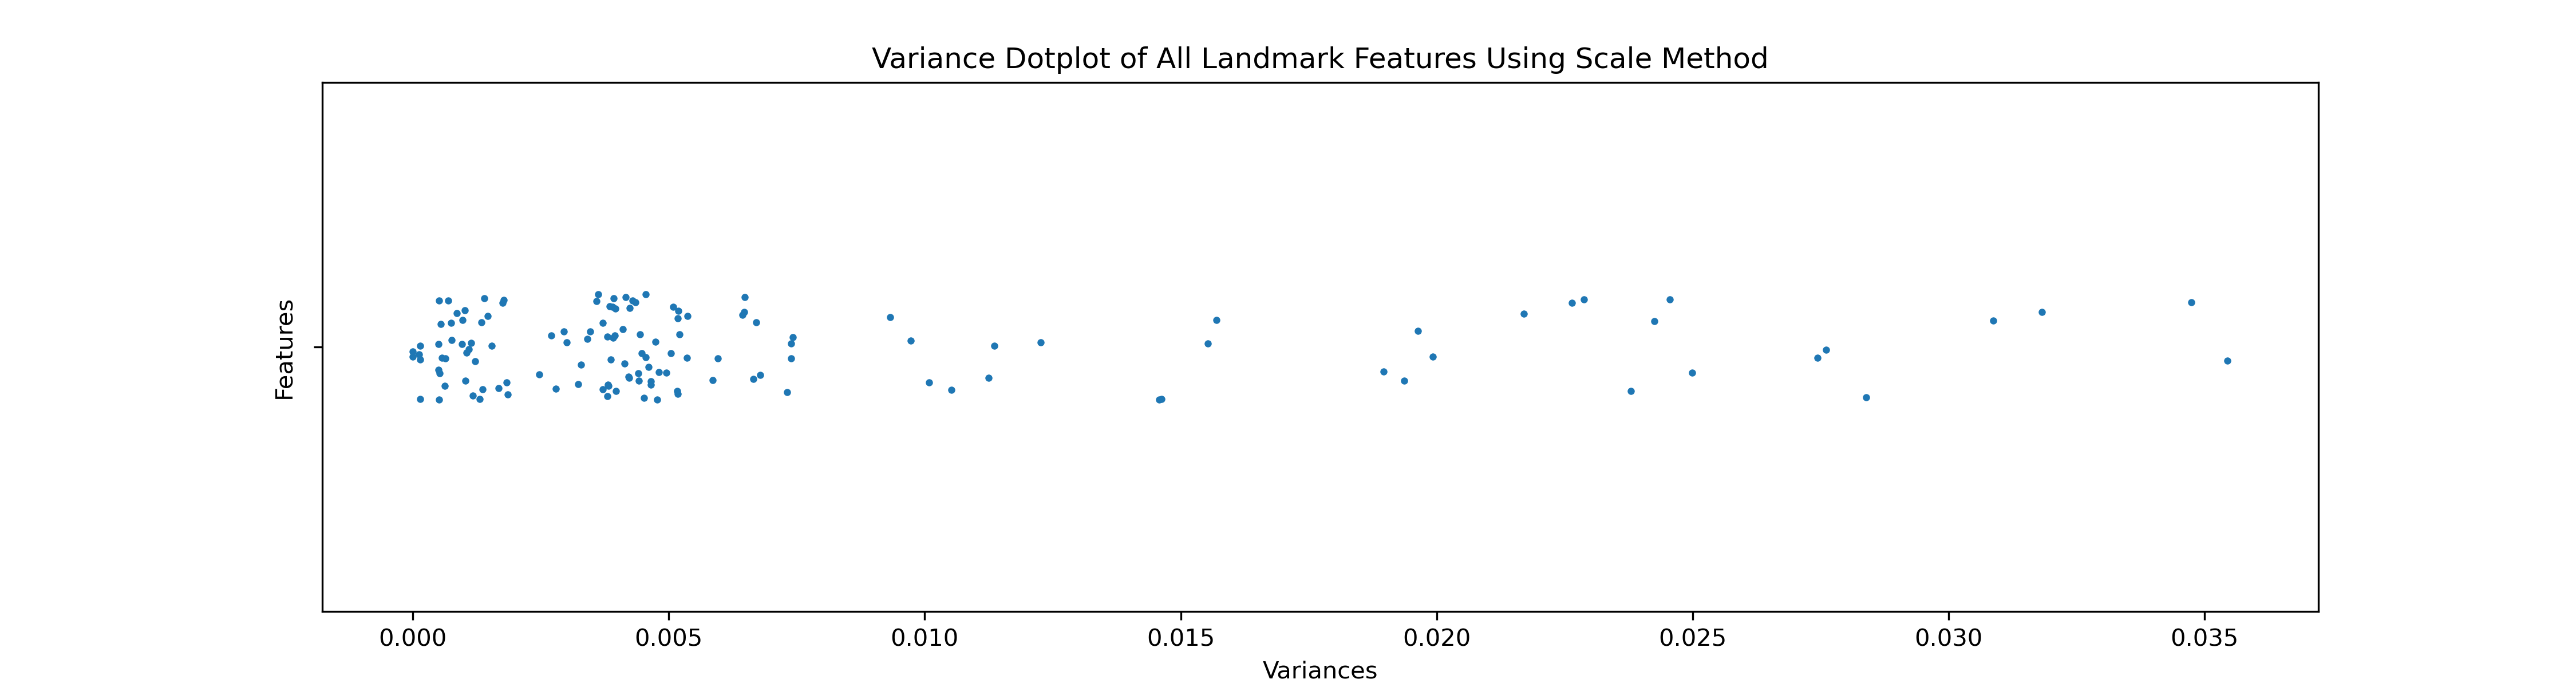 Variance Dotplot of All Landmark Features Using Scale Method
Features
0.000 0.005 0.010 0.015 0.020 0.025 0.030 0.035
Variances